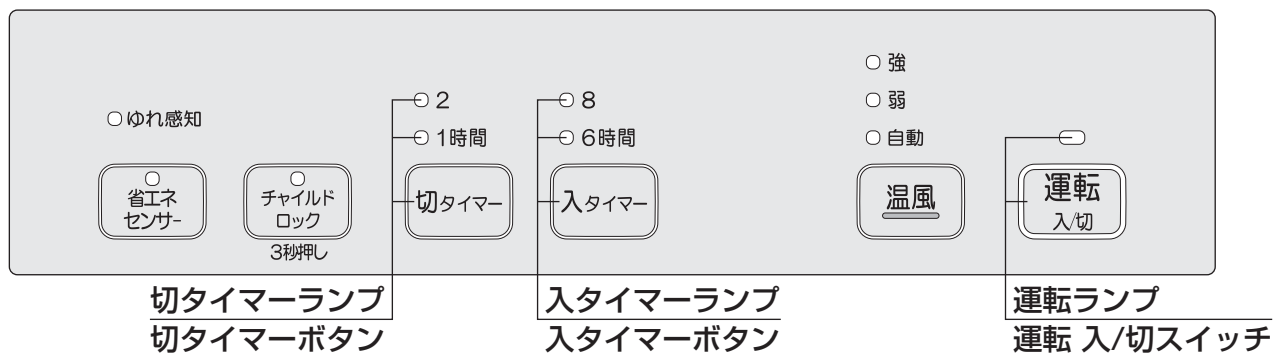 強
2
8
弱
ゆれ感知
1時間
6時間
自動
省エネ
センサー
チャイルド
ロック
切タイマー
入タイマー
温風
運転
入/切
3秒押し
切タイマーランプ
切タイマーボタン
入タイマーランプ
入タイマーボタン
運転ランプ
運転 入/切スイッチ